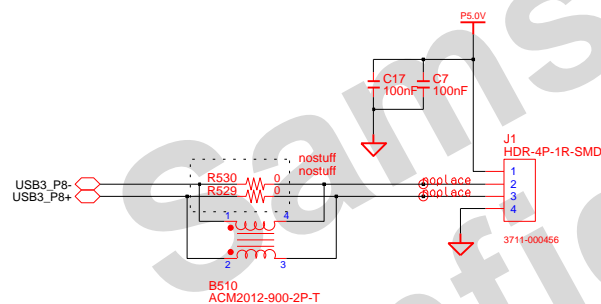 P5.0V
C17
100nF
C7
100nF
J1
HDR-4P-1R-SMD
nostuff
nostuff
R530
0
R529
0
USB3_P8-
USB3_P8+
noplace
noplace
1
2
3
4
1
4
2
3
3711-000456
B510
ACM2012-900-2P-T